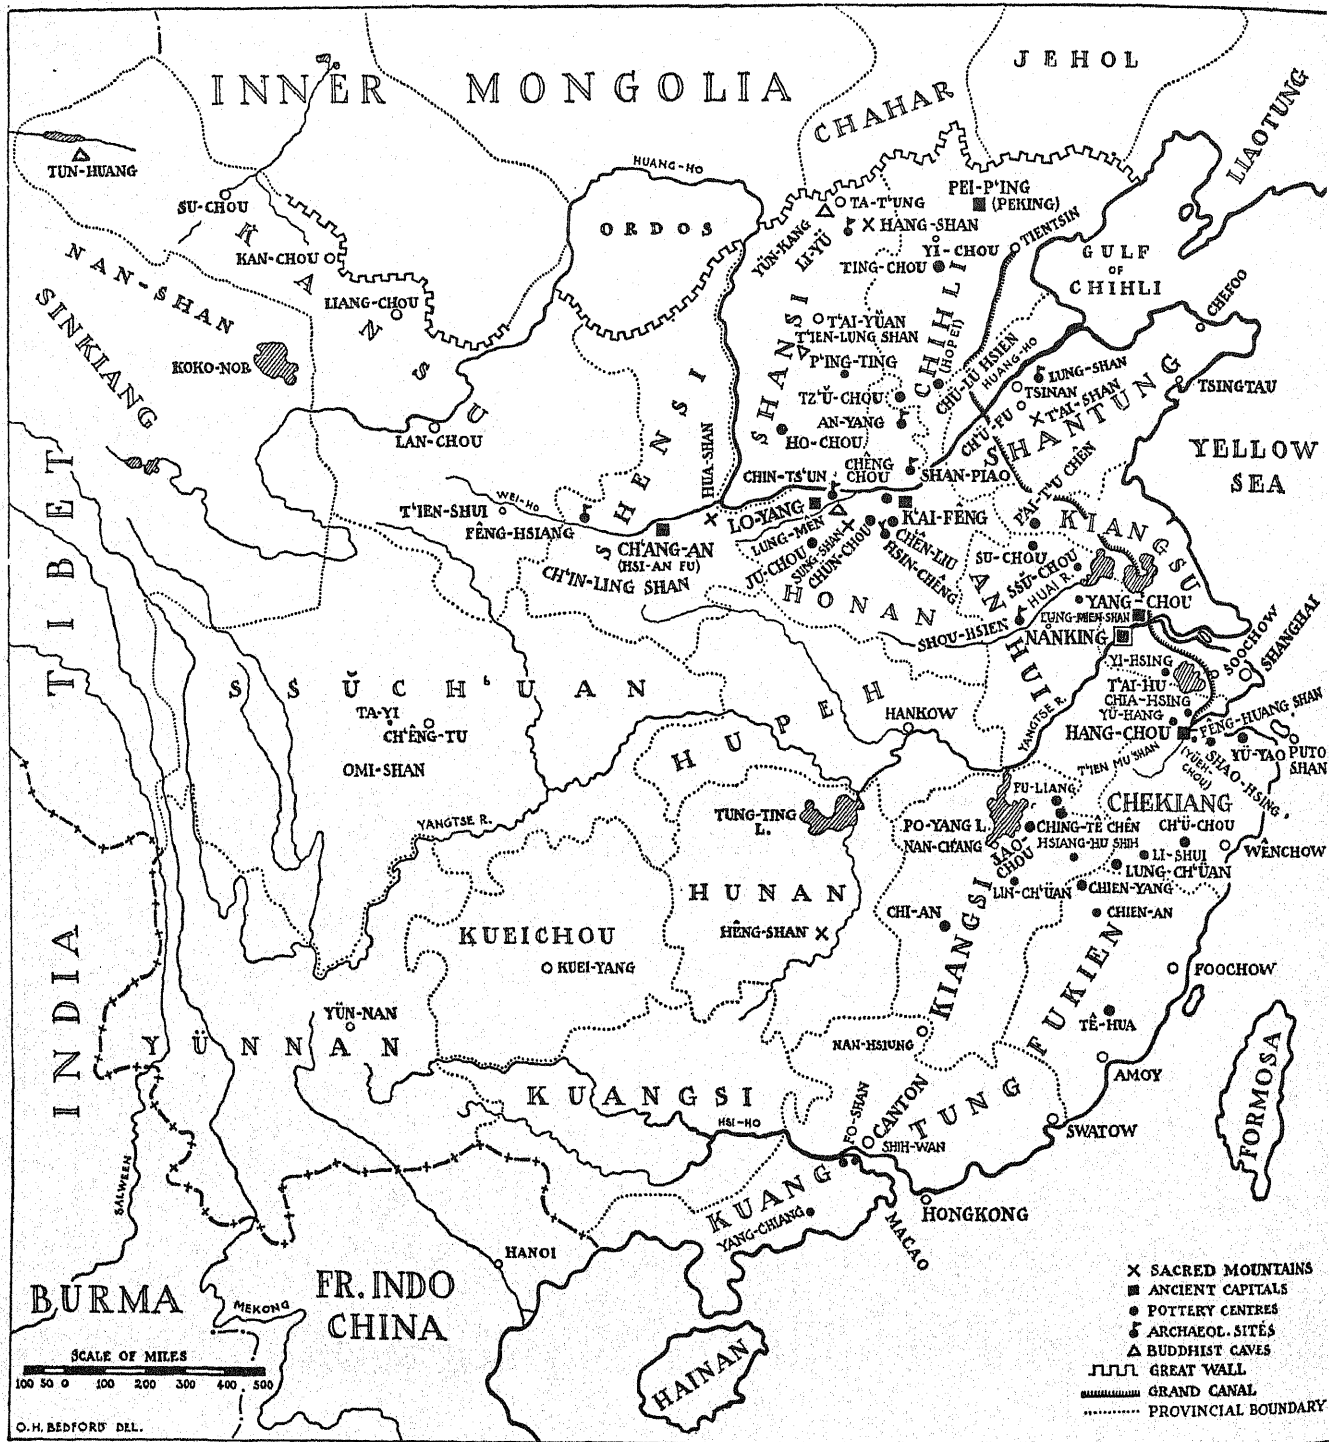 INNER MONGOLIA
JEHOL
CHAHAR
LIAOTUNG
TUN-HUANG
SU-CHOU
KANSU
KAN-CHOU
LIANG-CHOU
NAN-SHAN
SINKIANG
KOKO-NOR
LAN-CHOU
HUANG-HO
ORDOS
TA-T'UNG
PEI-P'ING
(PEKING)
HANG-SHAN
YÜN-KANG
LI-YÜ
YI-CHOU
TIENTSIN
TING-CHOU
GULF
OF
CHIHLI
CHEFOO
SHANSI
T'AI-YÜAN
T'IEN-LUNG SHAN
P'ING-TING
CHIHLI
(HOPEI)
CHÜ-LU HSIEN
HUANG-HO
LUNG-SHAN
TSINAN
T'AI-SHAN
TSINGTAU
TZ'Ŭ-CHOU
AN-YANG
HO-CHOU
CH'Ü-FU
SHANTUNG
YELLOW
SEA
SHENSI
HUA-SHAN
CHIN-TS'UN
CHÊNG
CHOU
SHAN-PIAO
P'AI-T'U CHÊN
T'IEN-SHUI
WEI-HO
FÊNG-HSIANG
CH'ANG-AN
(HSI-AN FU)
CH'IN-LING SHAN
LO-YANG
LUNG-MÊN
K'AI-FÊNG
JU-CHOU
SUNG-SHAN
CHÜN-CHOU
CHÊN-LIU
HSIN-CHÊNG
KIANGSU
SU-CHOU
SSŬ-CHOU
HUAI R.
HONAN
ANHUI
SHOU-HSIEN
YANG-CHOU
LUNG-MIEN-SHAN
NANKING
SOOCHOW
SHANGHAI
TIBET
SSŬCH'UAN
TA-YI
CH'ÊNG-TU
OMI-SHAN
HUPEH
HANKOW
YANGTSE R.
YI-HSING
T'AI-HU
CHIA-HSING
YÜ-HANG
HANG-CHOU
FÊNG-HUANG SHAN
T'IEN MU SHAN
(YÜEH-
CHOU)
SHAO-HSING
YÜ-YAO
PUTO
SHAN
YANGTSE R.
TUNG-TING
L.
FU-LIANG
CHEKIANG
PO-YANG L.
NAN-CH'ANG
JAO-
CHOU
CHING-TÊ CHÊN
HSIANG-HU SHIH
CH'Ü-CHOU
LI-SHUI
WÊNCHOW
LUNG-CH'ÜAN
LIN-CH'ÜAN
CHIEN-YANG
HUNAN
HÊNG-SHAN
CHI-AN
KIANGSI
CHIEN-AN
KUEICHOU
KUEI-YANG
FOOCHOW
INDIA
YÜN-NAN
YÜNNAN
NAN-HSIUNG
FUKIEN
TÊ-HUA
AMOY
KUANGSI
HSI-HO
FO-SHAN
CANTON
SHIH-WAN
KUANG TUNG
SWATOW
FORMOSA
SALWEEN
YANG-CHIANG
MACAO
HONGKONG
HANOI
BURMA
MEKONG
FR. INDO
CHINA
HAINAN
SCALE OF MILES
100 50 0 100 200 300 400 500
O.H. BEDFORD DEL.
SACRED MOUNTAINS
ANCIENT CAPITALS
POTTERY CENTRES
ARCHAEOL. SITES
BUDDHIST CAVES
GREAT WALL
GRAND CANAL
PROVINCIAL BOUNDARY